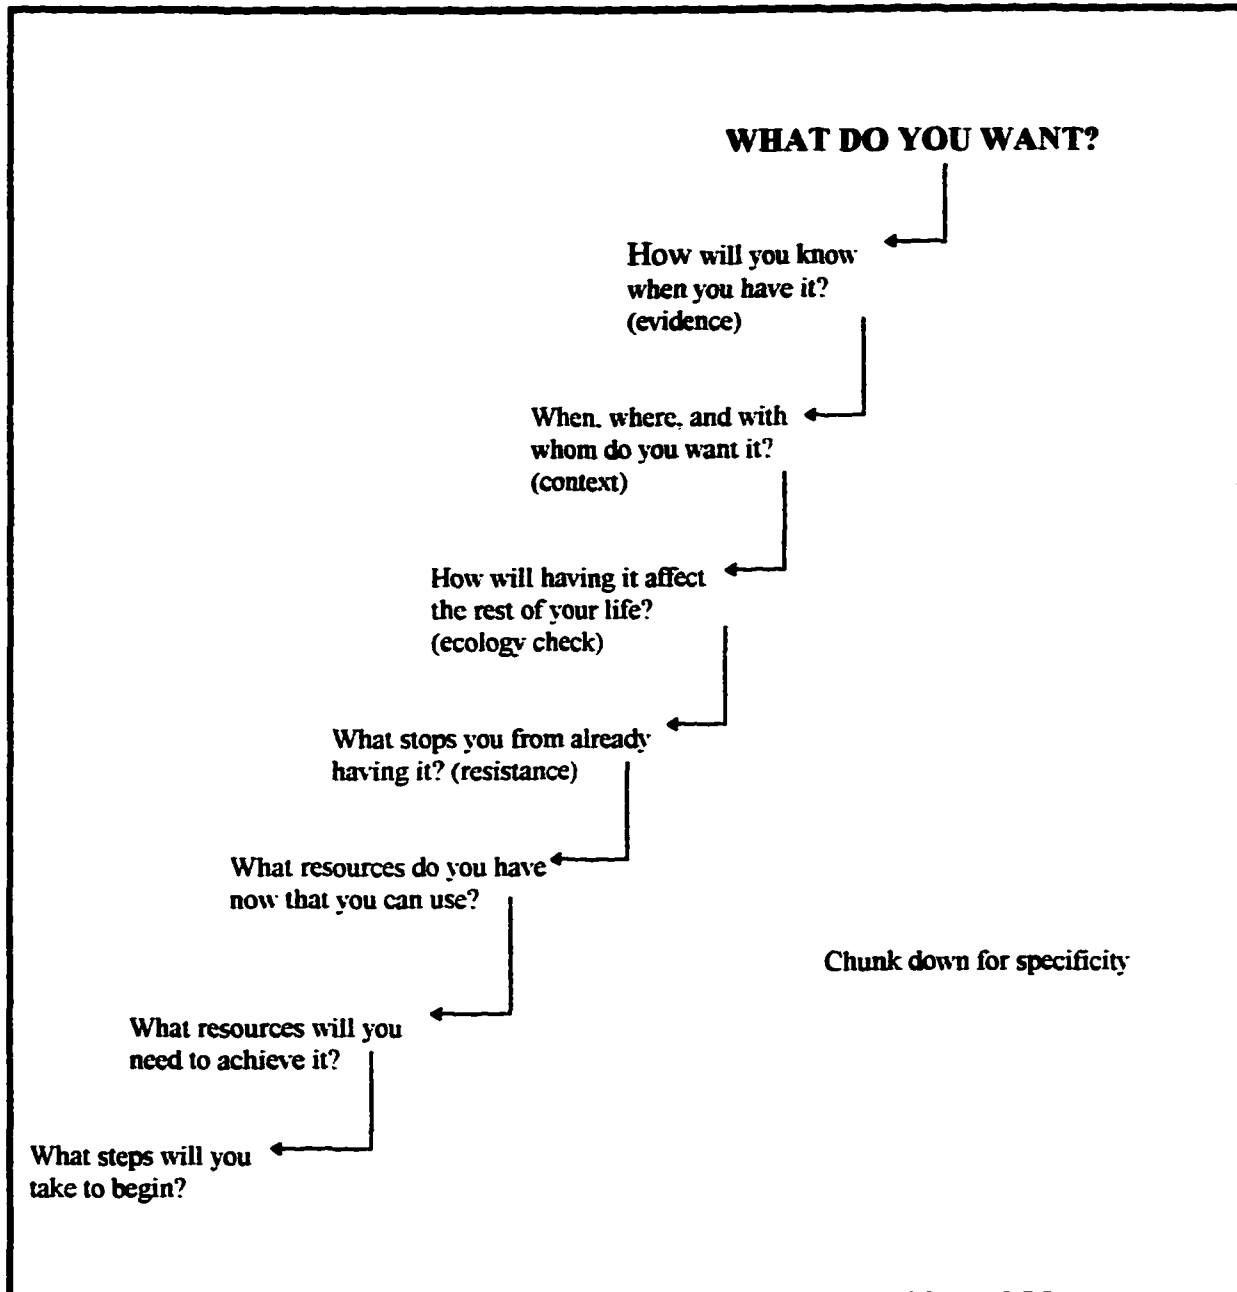 WHAT DO YOU WANT?
How will you know
when you have it?
(evidence)
When, where, and with
whom do you want it?
(context)
How will having it affect
the rest of your life?
(ecology check)
What stops you from already
having it? (resistance)
What resources do you have
now that you can use?
Chunk down for specificity
What resources will you
need to achieve it?
What steps will you
take to begin?